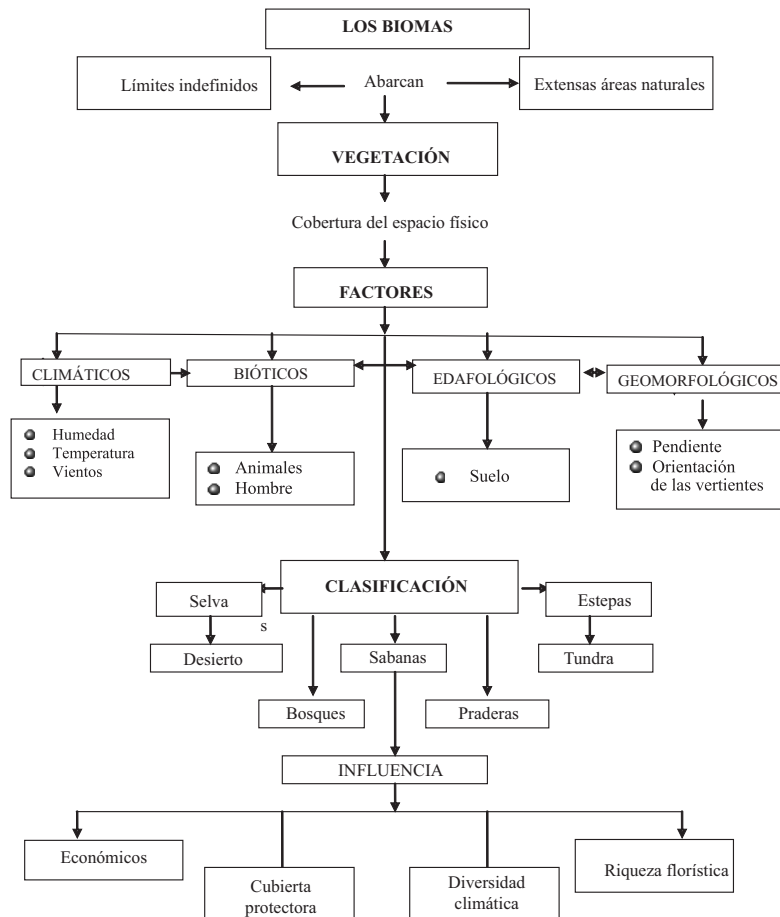 LOS BIOMAS
Límites indefinidos
Abarcan
Extensas áreas naturales
VEGETACIÓN
Cobertura del espacio físico
FACTORES
CLIMÁTICOS
BIÓTICOS
EDAFOLÓGICOS
GEOMORFOLÓGICOS
Humedad
Temperatura
Vientos
Animales
Hombre
Suelo
Pendiente
Orientación
de las vertientes
CLASIFICACIÓN
Selva
s
Estepas
Desierto
Sabanas
Tundra
Bosques
Praderas
INFLUENCIA
Económicos
Cubierta
protectora
Diversidad
climática
Riqueza florística